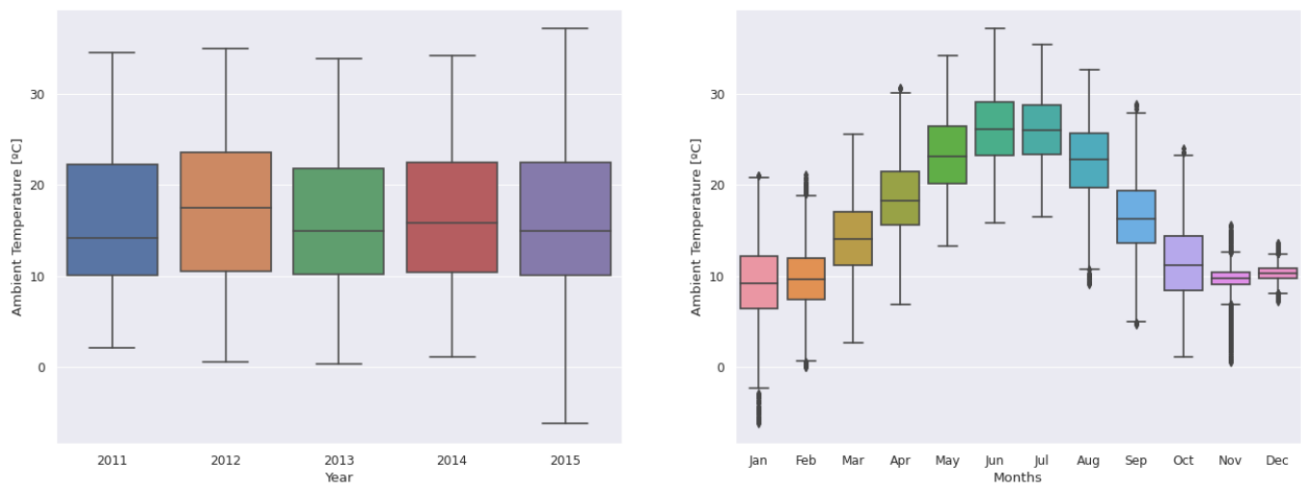 Ambient Temperature [ºC]
30
20
10
0
2011 2012 2013 2014 2015
Year
Ambient Temperature [ºC]
30
20
10
0
Jan Feb Mar Apr May Jun Jul Aug Sep Oct Nov Dec
Months